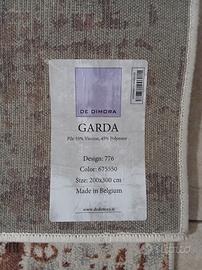 DE DIMORA
GARDA
Pile 55% Viscose, 45% Polyester
Design: 776
Color: 675550
Size: 200x300 cm
Made in Belgium
www.dedimora.it
subito